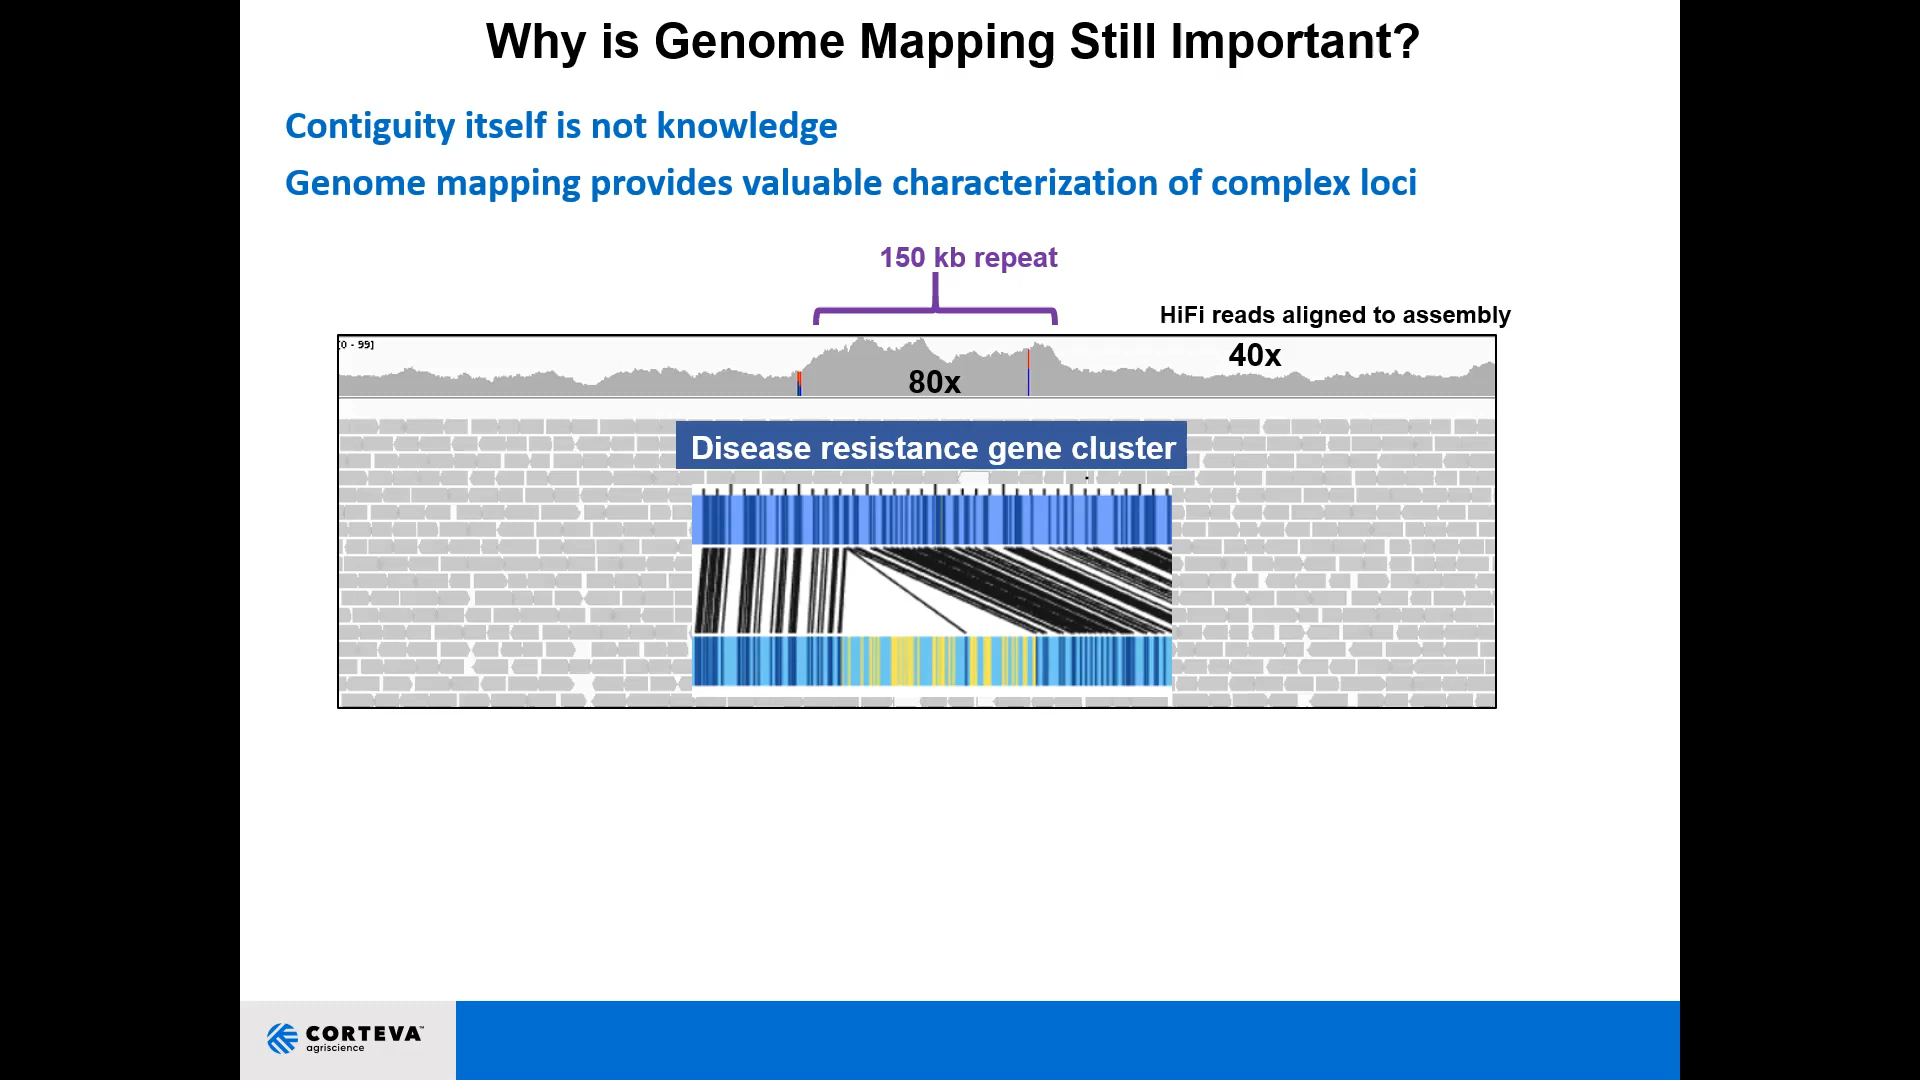 Why is Genome Mapping Still Important?
Contiguity itself is not knowledge
Genome mapping provides valuable characterization of complex loci
150 kb repeat
HiFi reads aligned to assembly
[0 - 99]
40x
80x
Disease resistance gene cluster
CORTEVA™
agriscience